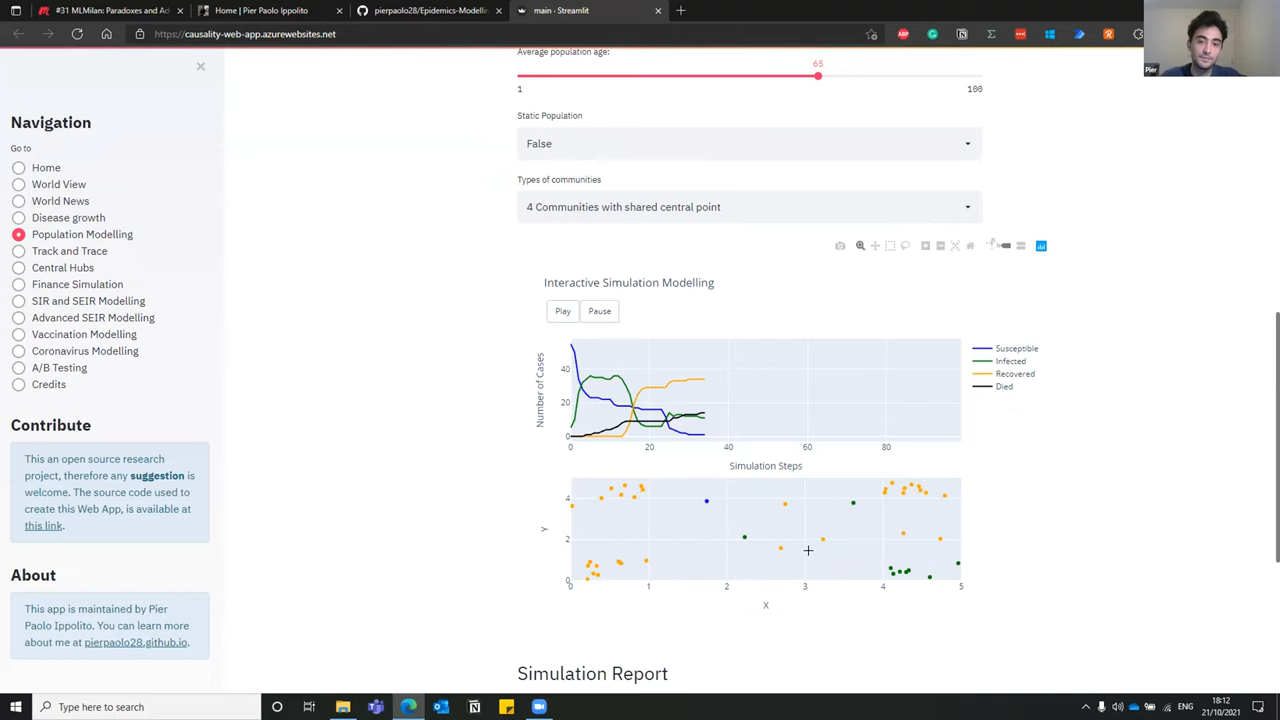 #31 MLMilan: Paradoxes and Ad
Home | Pier Paolo Ippolito
pierpaolo28/Epidemics-Modellin
main · Streamlit
https://causality-web-app.azurewebsites.net
Pier
Navigation
Go to
Home
World View
World News
Disease growth
Population Modelling
Track and Trace
Central Hubs
Finance Simulation
SIR and SEIR Modelling
Advanced SEIR Modelling
Vaccination Modelling
Coronavirus Modelling
A/B Testing
Credits
Contribute
This an open source research
project, therefore any suggestion is
welcome. The source code used to
create this Web App, is available at
this link.
About
This app is maintained by Pier
Paolo Ippolito. You can learn more
about me at pierpaolo28.github.io.
Average population age:
65
1 100
Static Population
False
Types of communities
4 Communities with shared central point
Interactive Simulation Modelling
Play Pause
Number of Cases
40
20
0
0 20 40 60 80
Simulation Steps
Susceptible
Infected
Recovered
Died
Y
4
2
0
0 1 2 3 4 5
X
Simulation Report
Type here to search
ENG
18:12
21/10/2021